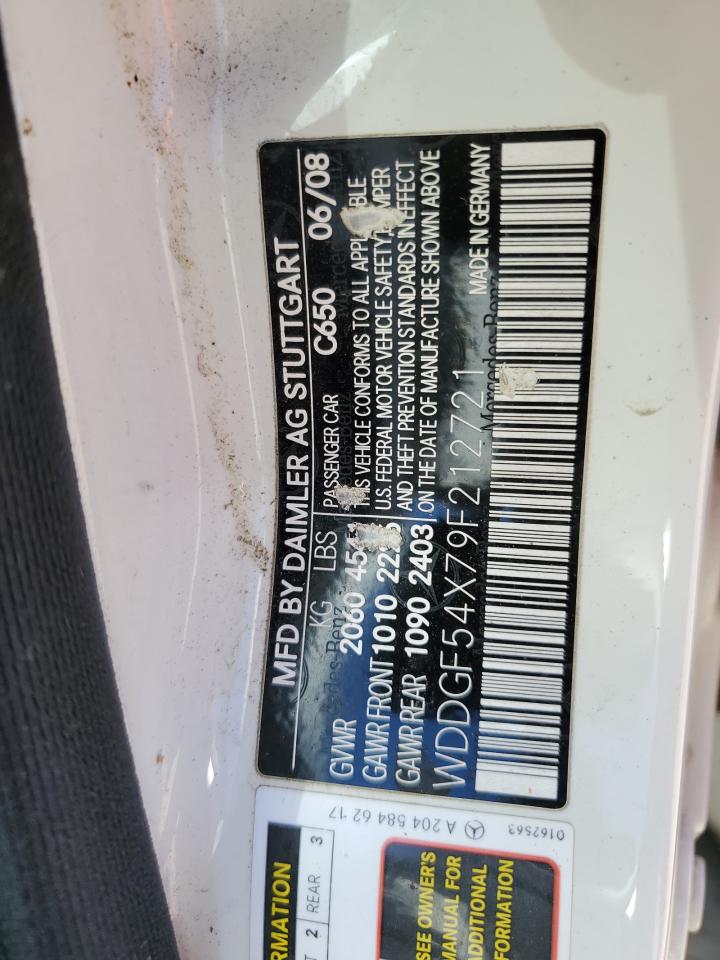 MFD BY DAIMLER AG STUTTGART
KG LBS PASSENGER CAR C650 06/08
GVWR 2060
GAWR FRONT 1010
GAWR REAR 1090 2403
THIS VEHICLE CONFORMS TO ALL
U.S. FEDERAL MOTOR VEHICLE SAFETY,
AND THEFT PREVENTION STANDARDS IN EFFECT
ON THE DATE OF MANUFACTURE SHOWN ABOVE
WDDGF54X79F212721 MADE IN GERMANY
Mercedes-Benz
2 REAR 3
SEE OWNER'S
MANUAL FOR
ADDITIONAL
A 204 584 62 17
0162563